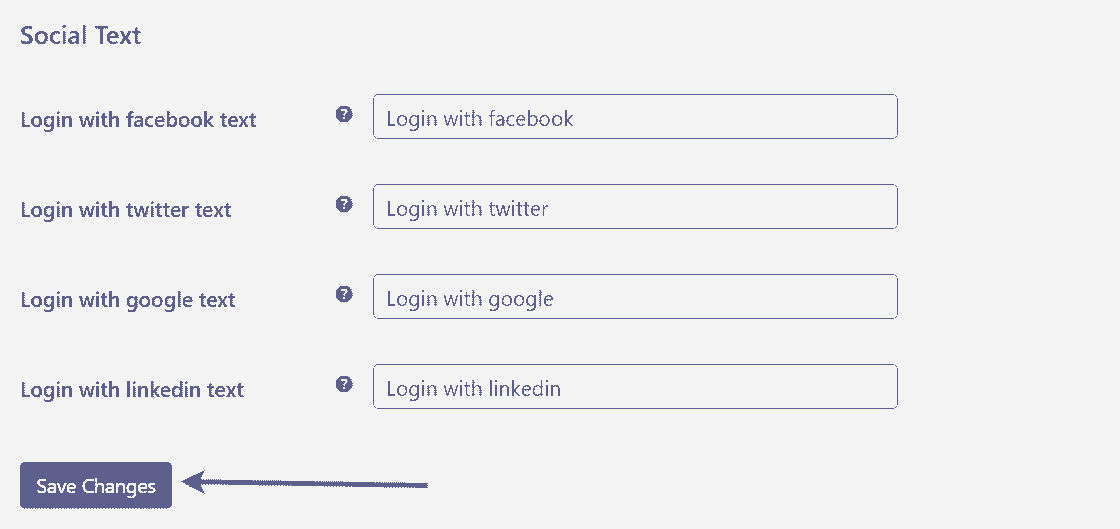 Social Text
Login with facebook text ? Login with facebook
Login with twitter text ? Login with twitter
Login with google text ? Login with google
Login with linkedin text ? Login with linkedin
Save Changes